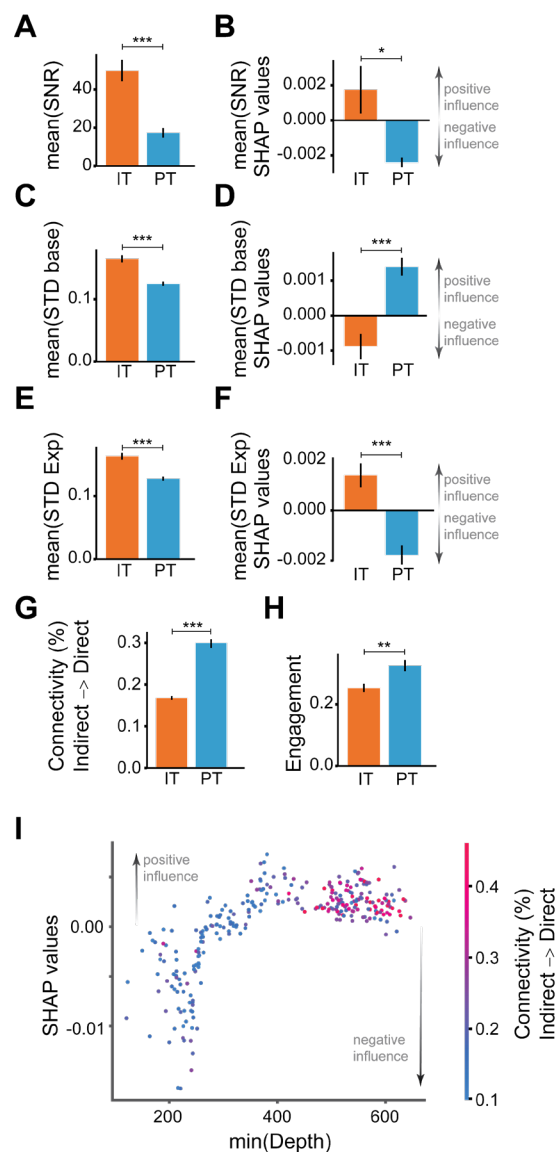 A
mean(SNR)
40
20
0
***
IT
PT
B
mean(SNR)
SHAP values
0.002
0.000
-0.002
*
IT
PT
positive
influence
negative
influence
C
mean(STD base)
0.1
0.0
***
IT
PT
D
mean(STD base)
SHAP values
0.001
0.000
-0.001
***
IT
PT
positive
influence
negative
influence
E
mean(STD Exp)
0.1
0.0
***
IT
PT
F
mean(STD Exp)
SHAP values
0.002
0.000
-0.002
***
IT
PT
positive
influence
negative
influence
G
Connectivity (%)
Indirect –> Direct
0.3
0.2
0.1
0.0
***
IT
PT
H
Engagement
0.2
0.0
**
IT
PT
I
SHAP values
0.00
-0.01
positive
influence
negative
influence
200
400
600
min(Depth)
0.4
0.3
0.2
0.1
Connectivity (%)
Indirect –> Direct